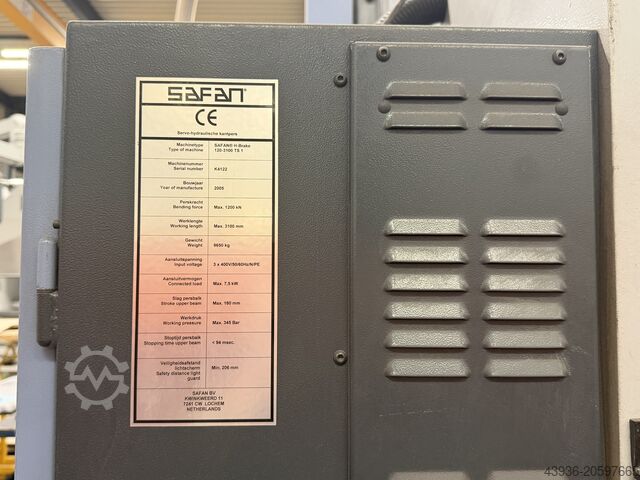 SAFAN®
CE
Servo-hydraulische kantpers
Machinetype SAFAN® H-Brake
Type of machine 120-3100 TS 1
Machinenummer
Serial number K4122
Bouwjaar
Year of manufacture 2005
Perskracht
Bending force Max. 1200 kN
Werklengte
Working length Max. 3100 mm
Gewicht
Weight 8650 kg
Aansluitspanning
Input voltage 3 x 400V/50/60Hz/N/PE
Aansluitvermogen
Connected load Max. 7,5 kW
Slag persbalk
Stroke upper beam Max. 160 mm
Werkdruk
Working pressure Max. 345 Bar
Stoptijd persbalk
Stopping time upper beam < 94 msec.
Veiligheidsafstand
lichtscherm Min. 206 mm
Safety distance light
guard
SAFAN BV
KWINKWEERD 11
7241 CW LOCHEM
NETHERLANDS
43936-20597665